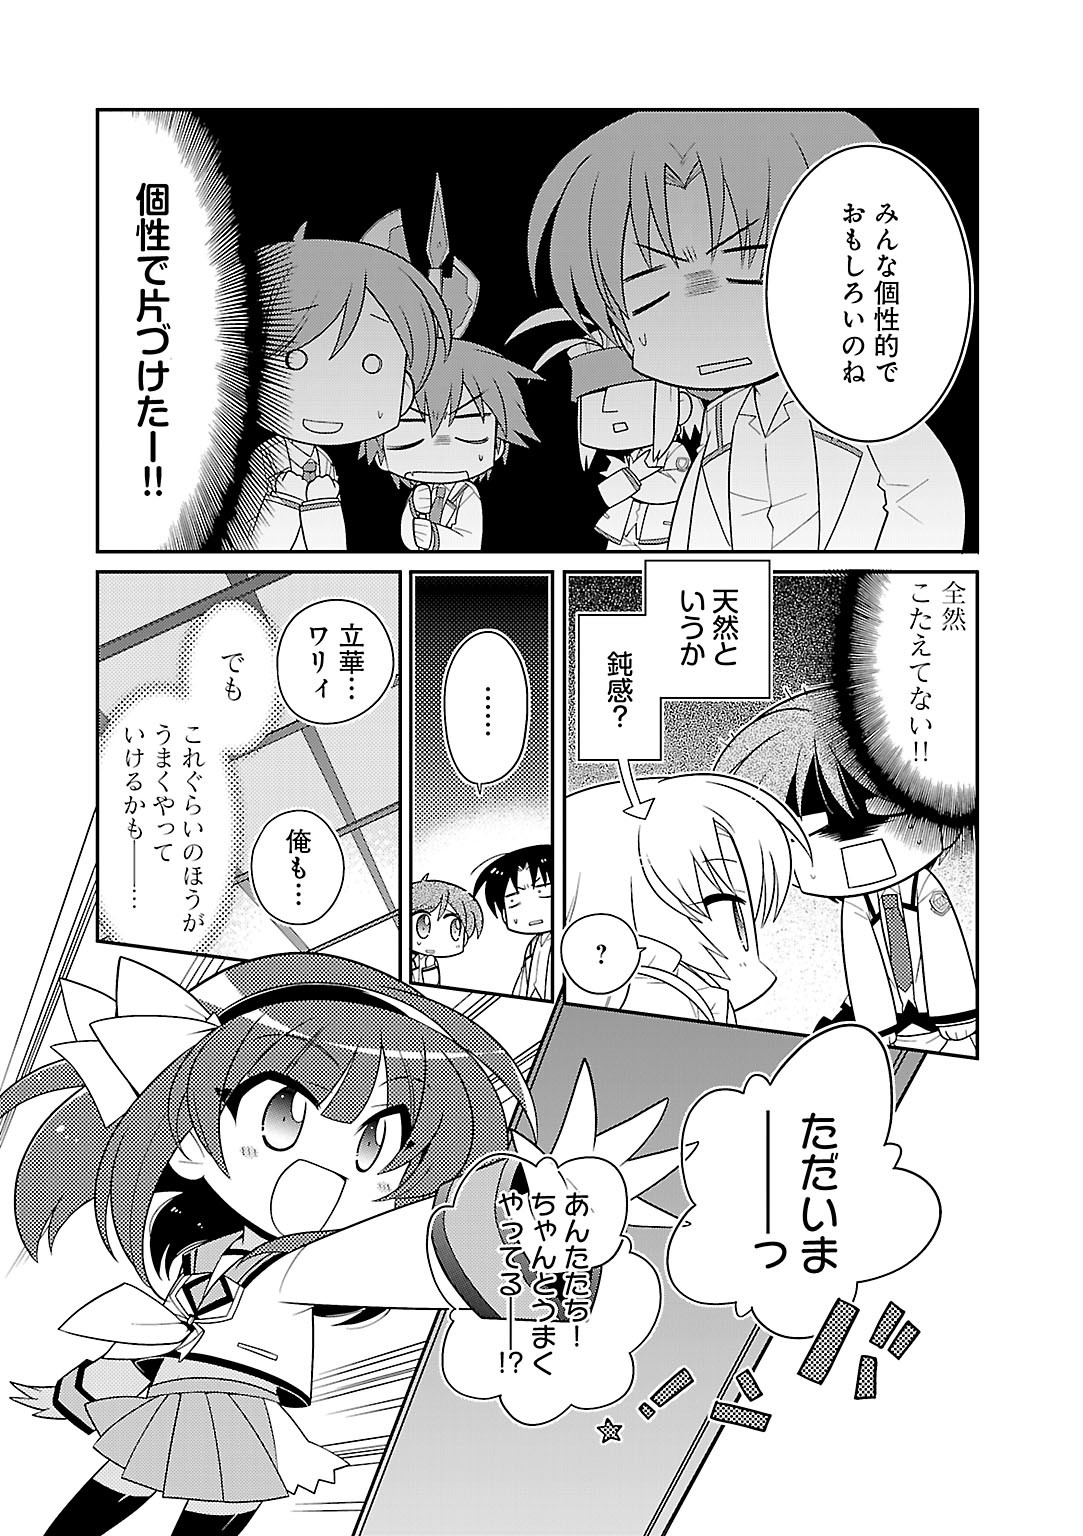 みんな個性的で
おもしろいのね
個性で片づけたー!!
全然
こたえてない!!
天然と
いうか
鈍感?
?
……
立華…
ワリィ
俺も…
でも
これぐらいのほうが
うまくやって
いけるかも――…
ただいま
――っ
あんたたち!
ちゃんとうまく
やってる――!?